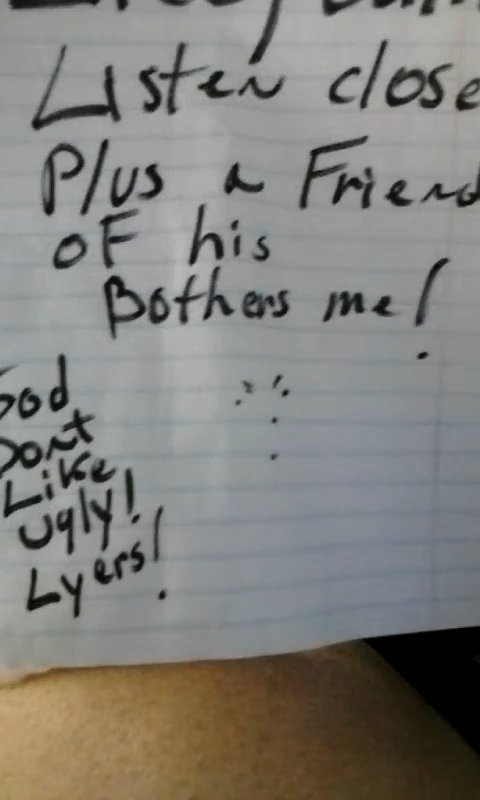 Listen close
Plus a Friend
oF his
Bothers me!
God
Dont
Like
Ugly!
Lyers!